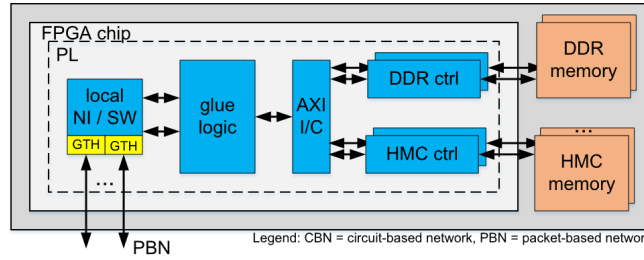 FPGA chip
PL
local
NI / SW
GTH
GTH
...
PBN
glue
logic
AXI
I/C
DDR ctrl
HMC ctrl
DDR
memory
...
HMC
memory
Legend: CBN = circuit-based network, PBN = packet-based networ